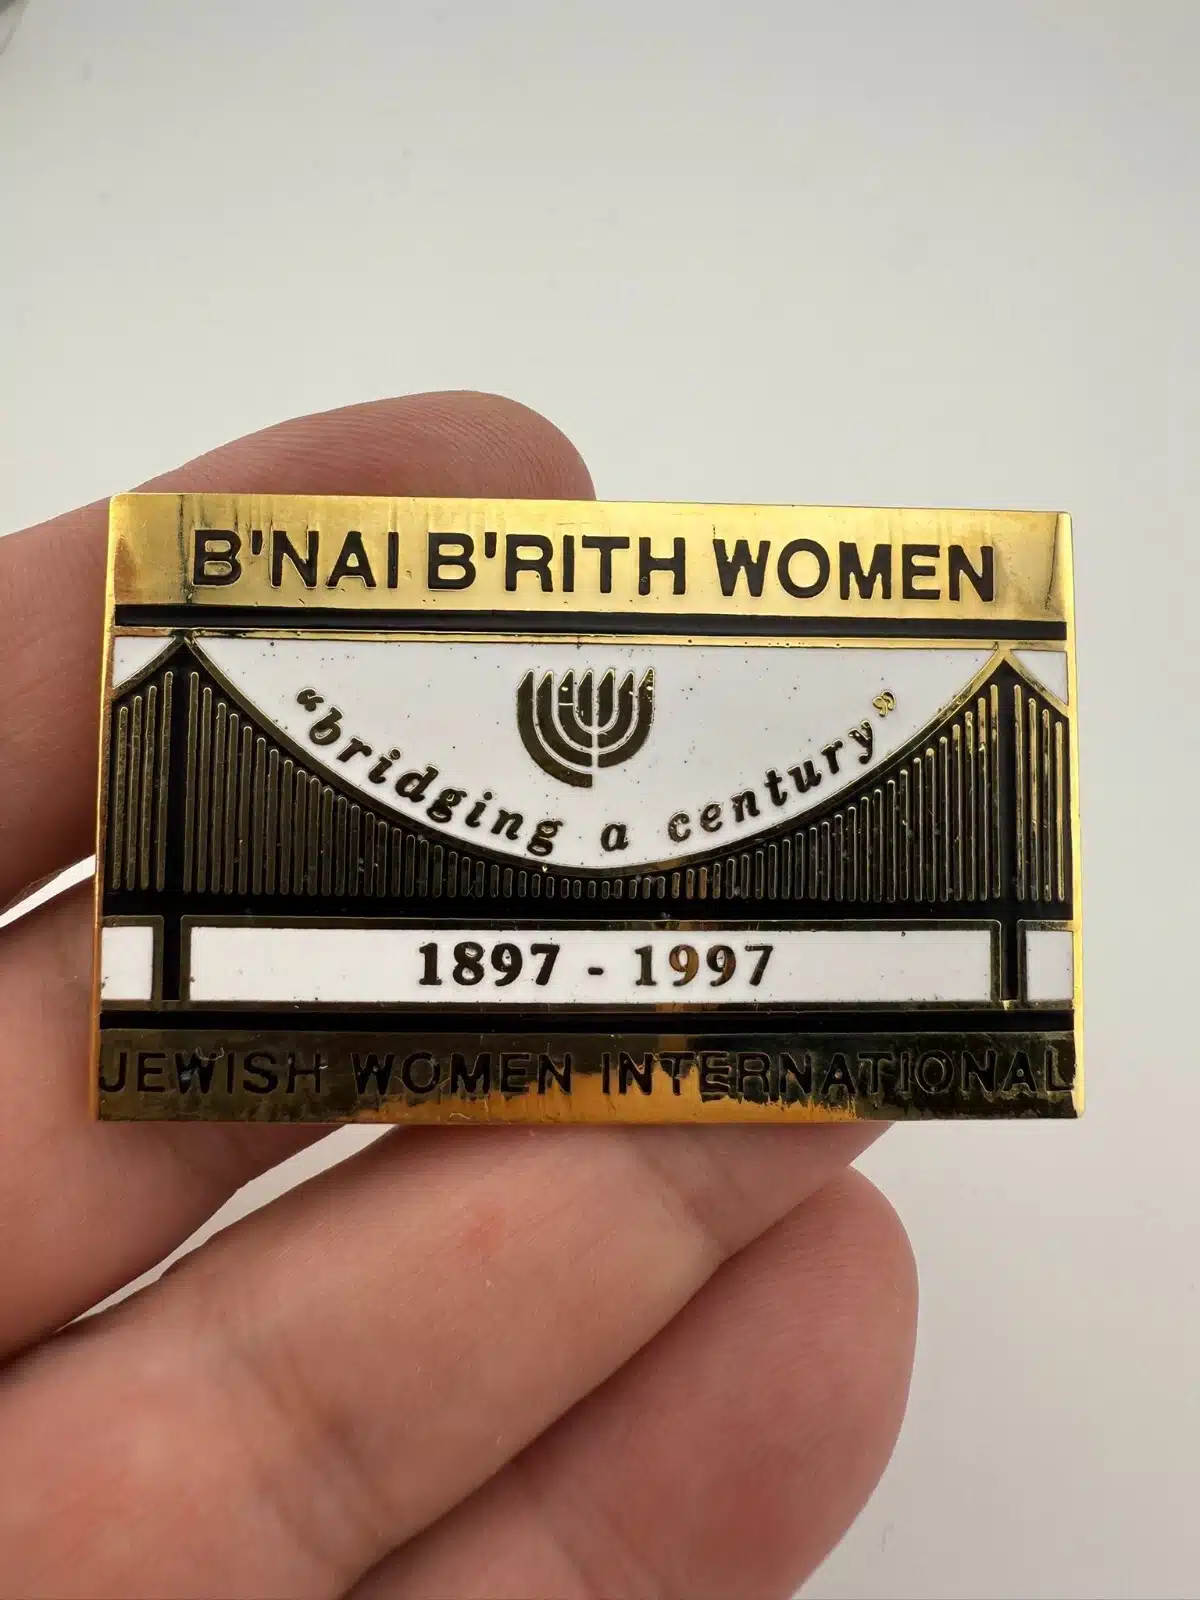 B'NAI B'RITH WOMEN
“bridging a century”
1897 - 1997
JEWISH WOMEN INTERNATIONAL